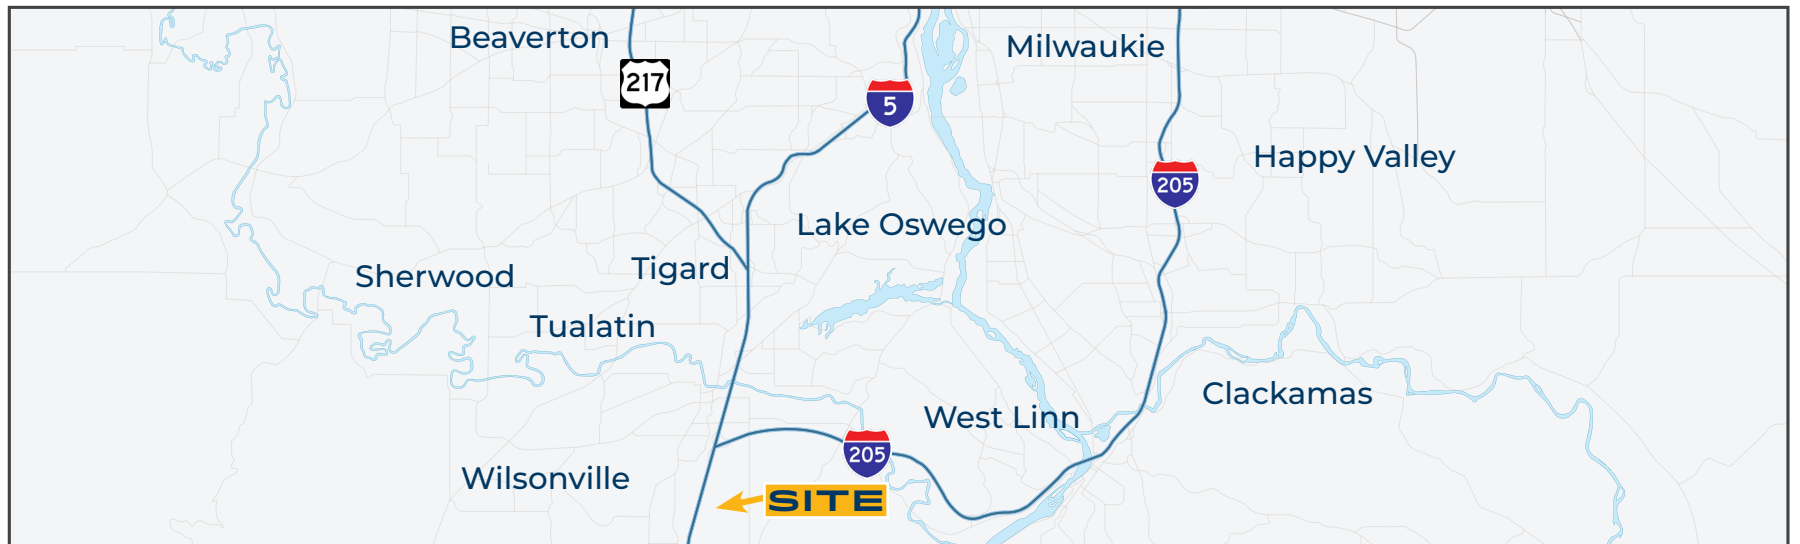 Beaverton
Milwaukie
217
5
Happy Valley
205
Lake Oswego
Sherwood
Tigard
Tualatin
Clackamas
West Linn
205
Wilsonville
SITE